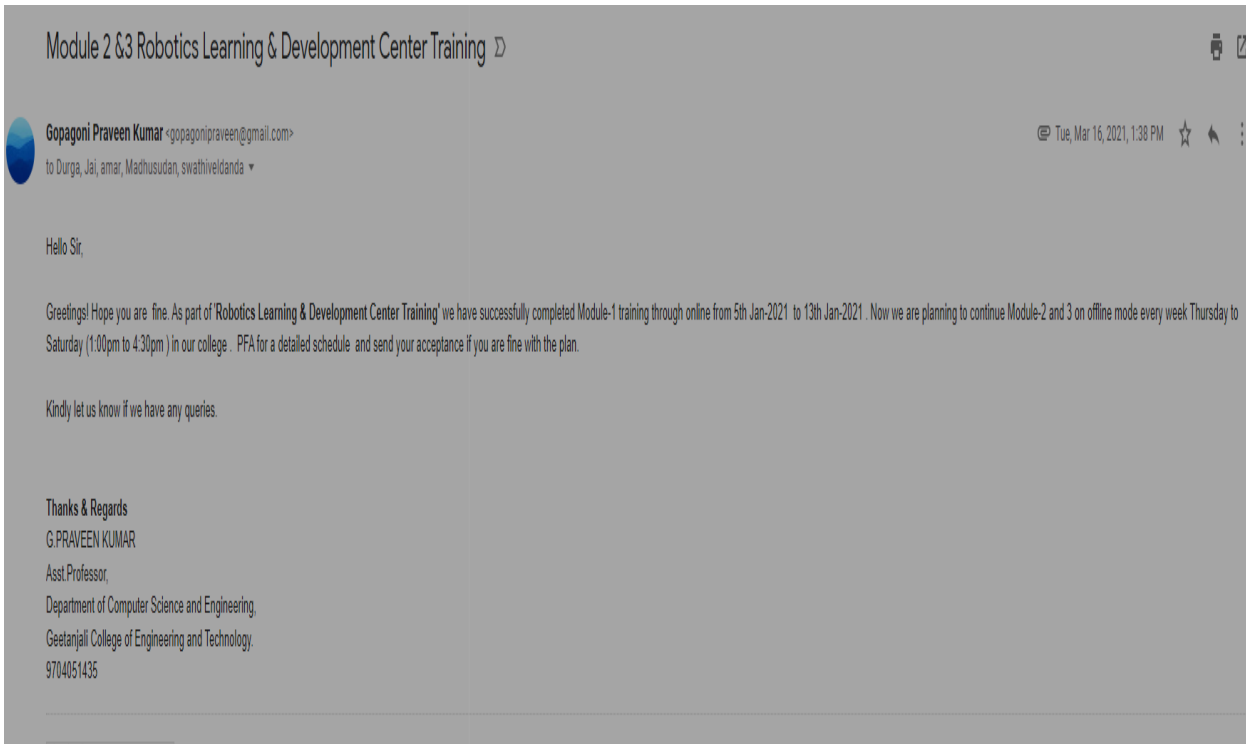 Module 2 &3 Robotics Learning & Development Center Training
Gopagoni Praveen Kumar <gopagonipraveen@gmail.com>
Tue, Mar 16, 2021, 1:38 PM
to Durga, Jai, amar, Madhusudan, swathiveldanda
Hello Sir,
Greetings! Hope you are fine. As part of 'Robotics Learning & Development Center Training' we have successfully completed Module-1 training through online from 5th Jan-2021 to 13th Jan-2021 . Now we are planning to continue Module-2 and 3 on offline mode every week Thursday to
Saturday (1:00pm to 4:30pm ) in our college . PFA for a detailed schedule and send your acceptance if you are fine with the plan.
Kindly let us know if we have any queries.
Thanks & Regards
G.PRAVEEN KUMAR
Asst.Professor,
Department of Computer Science and Engineering,
Geetanjali College of Engineering and Technology.
9704051435